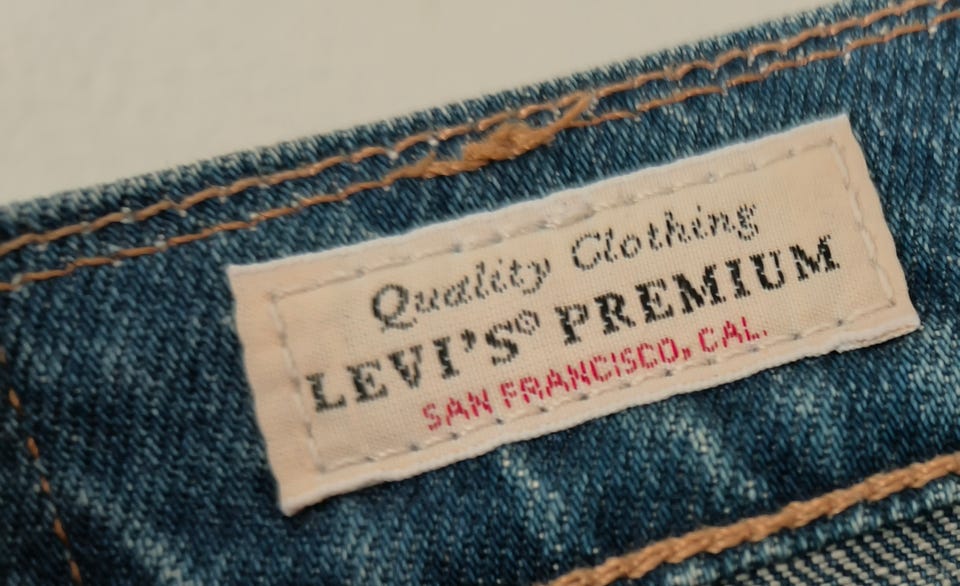 Quality Clothing
LEVI'S® PREMIUM
SAN FRANCISCO, CAL.